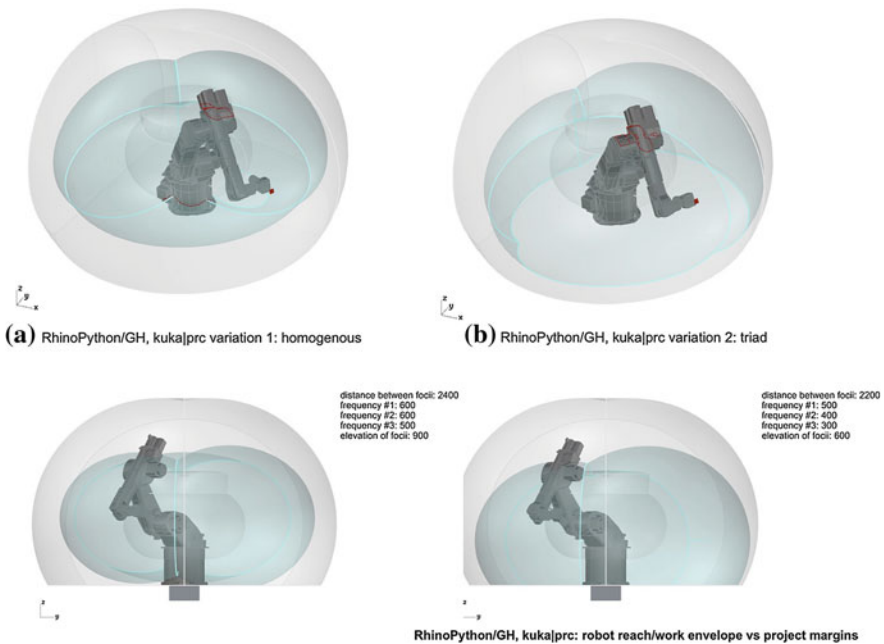 z
y
x
z
y
x
(a) RhinoPython/GH, kuka|prc variation 1: homogenous
(b) RhinoPython/GH, kuka|prc variation 2: triad
distance between focii: 2400
frequency #1: 600
frequency #2: 600
frequency #3: 500
elevation of focii: 900
distance between focii: 2200
frequency #1: 500
frequency #2: 400
frequency #3: 300
elevation of focii: 600
z
y
z
y
RhinoPython/GH, kuka|prc: robot reach/work envelope vs project margins